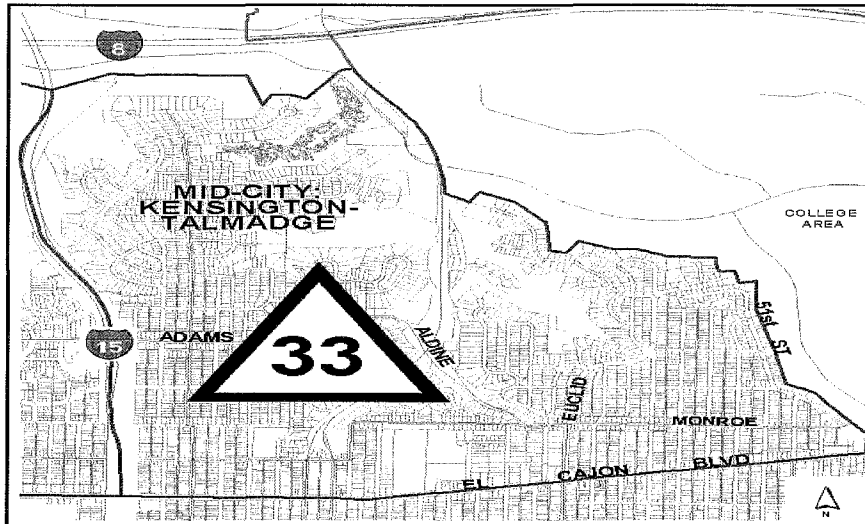 8
MID-CITY:
KENSINGTON-
TALMADGE
COLLEGE
AREA
51st ST
15
ADAMS
33
ALDINE
EUCLID
MONROE
EL CAJON BLVD
N